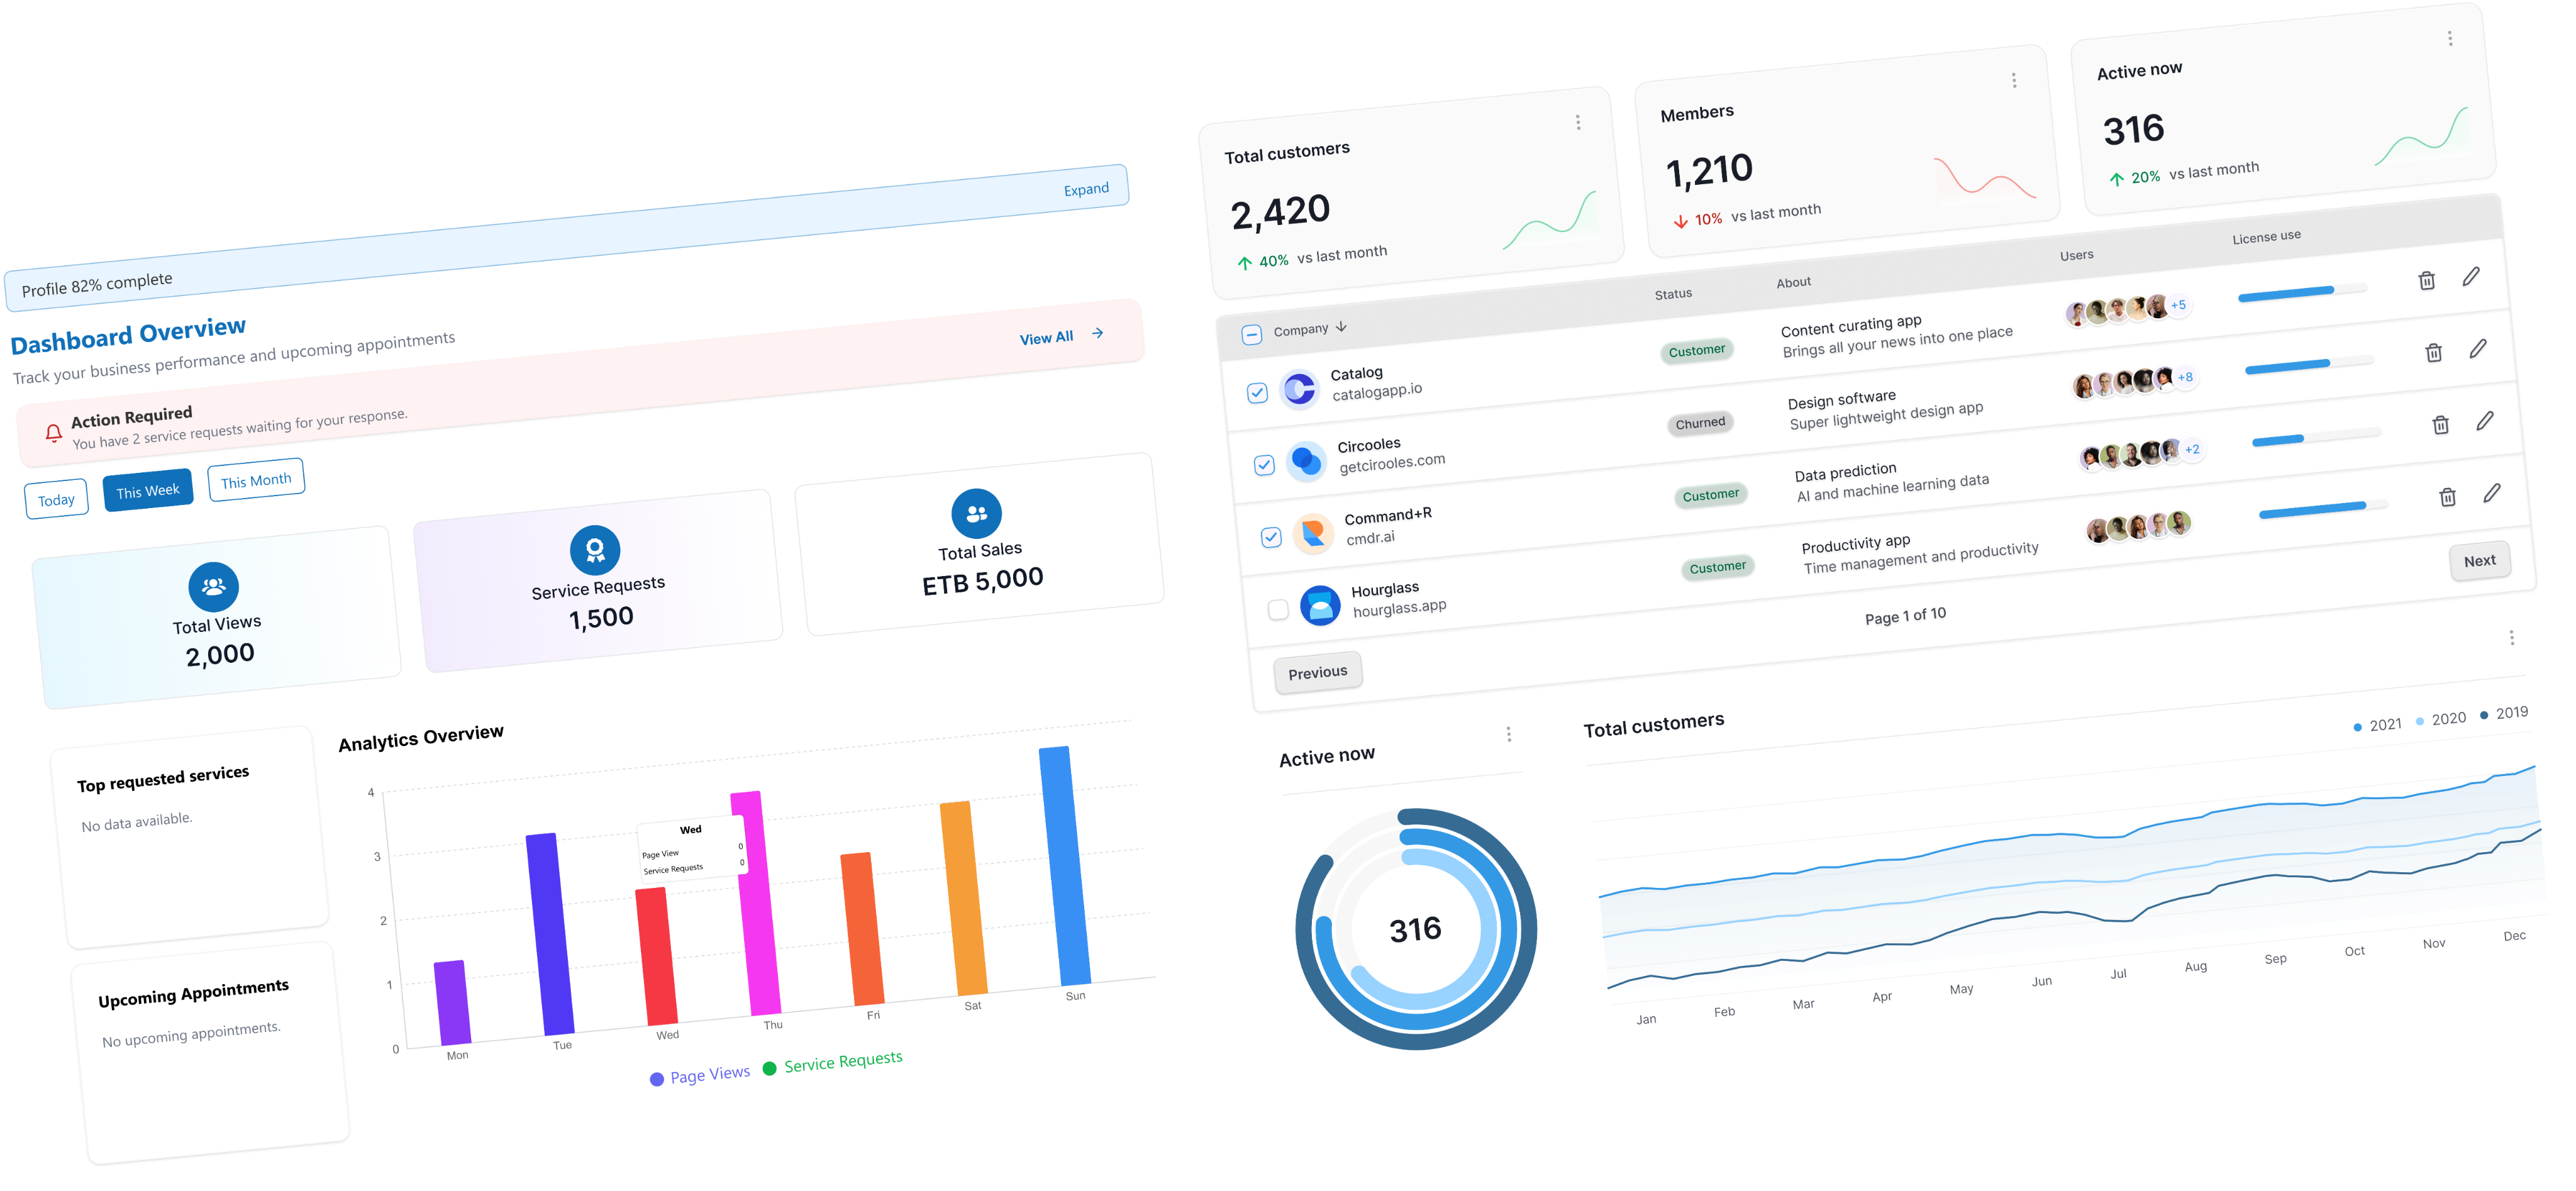 Profile 82% complete
Expand
Dashboard Overview
Track your business performance and upcoming appointments
Action Required
You have 2 service requests waiting for your response.
View All
Today
This Week
This Month
Total Views
2,000
Service Requests
1,500
Total Sales
ETB 5,000
Top requested services
No data available.
Upcoming Appointments
No upcoming appointments.
Analytics Overview
4
3
2
1
0
Wed
Page View 0
Service Requests 0
Mon
Tue
Wed
Thu
Fri
Sat
Sun
Page Views
Service Requests
Total customers
2,420
40% vs last month
Members
1,210
10% vs last month
Active now
316
20% vs last month
Company
Status
About
Users
License use
Catalog
catalogapp.io
Customer
Content curating app
Brings all your news into one place
+5
Circooles
getcirooles.com
Churned
Design software
Super lightweight design app
+8
Command+R
cmdr.ai
Customer
Data prediction
AI and machine learning data
+2
Hourglass
hourglass.app
Customer
Productivity app
Time management and productivity
Previous
Page 1 of 10
Next
Active now
316
Total customers
2021
2020
2019
Jan
Feb
Mar
Apr
May
Jun
Jul
Aug
Sep
Oct
Nov
Dec